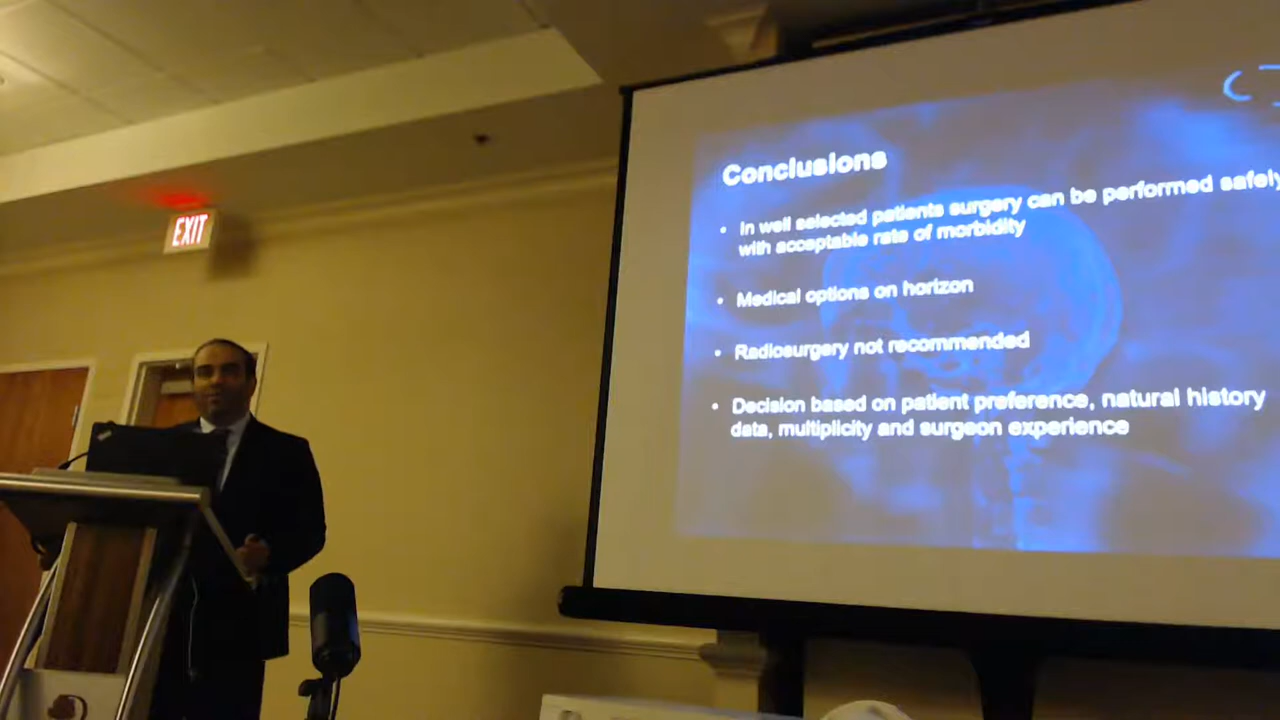 EXIT
Conclusions
• In well selected patients surgery can be performed safely
with acceptable rate of morbidity
• Medical options on horizon
• Radiosurgery not recommended
• Decision based on patient preference, natural history
data, multiplicity and surgeon experience